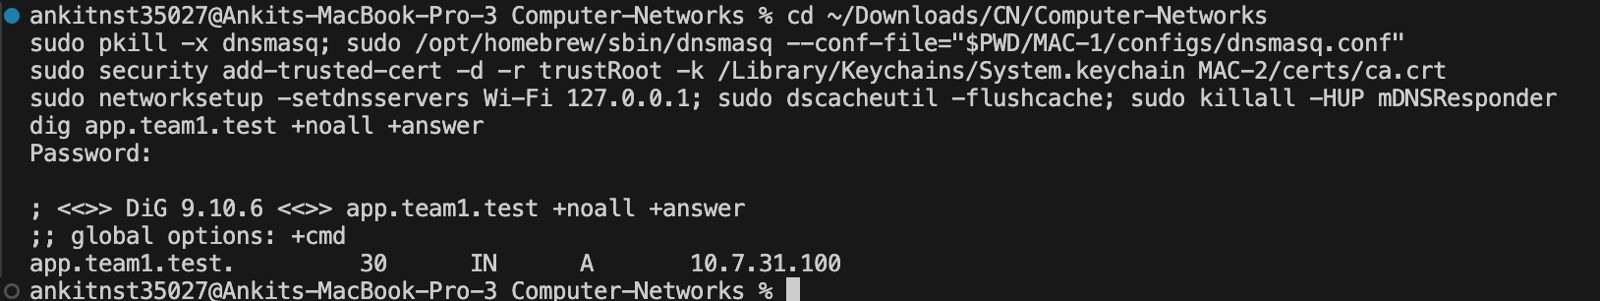 ankitnst35027@Ankits-MacBook-Pro-3 Computer-Networks % cd ~/Downloads/CN/Computer-Networks
sudo pkill -x dnsmasq; sudo /opt/homebrew/sbin/dnsmasq --conf-file="$PWD/MAC-1/configs/dnsmasq.conf"
sudo security add-trusted-cert -d -r trustRoot -k /Library/Keychains/System.keychain MAC-2/certs/ca.crt
sudo networksetup -setdnsservers Wi-Fi 127.0.0.1; sudo dscacheutil -flushcache; sudo killall -HUP mDNSResponder
dig app.team1.test +noall +answer
Password:

; <<>> DiG 9.10.6 <<>> app.team1.test +noall +answer
;; global options: +cmd
app.team1.test.         30      IN      A       10.7.31.100
ankitnst35027@Ankits-MacBook-Pro-3 Computer-Networks %